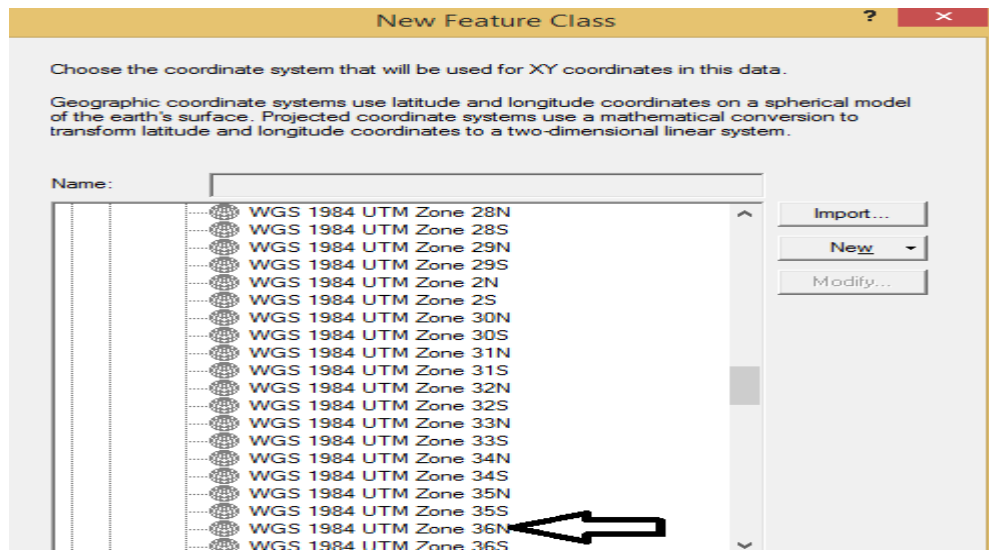 New Feature Class
?
×
Choose the coordinate system that will be used for XY coordinates in this data.
Geographic coordinate systems use latitude and longitude coordinates on a spherical model
of the earth's surface. Projected coordinate systems use a mathematical conversion to
transform latitude and longitude coordinates to a two-dimensional linear system.
Name:
WGS 1984 UTM Zone 28N
WGS 1984 UTM Zone 28S
WGS 1984 UTM Zone 29N
WGS 1984 UTM Zone 29S
WGS 1984 UTM Zone 2N
WGS 1984 UTM Zone 2S
WGS 1984 UTM Zone 30N
WGS 1984 UTM Zone 30S
WGS 1984 UTM Zone 31N
WGS 1984 UTM Zone 31S
WGS 1984 UTM Zone 32N
WGS 1984 UTM Zone 32S
WGS 1984 UTM Zone 33N
WGS 1984 UTM Zone 33S
WGS 1984 UTM Zone 34N
WGS 1984 UTM Zone 34S
WGS 1984 UTM Zone 35N
WGS 1984 UTM Zone 35S
WGS 1984 UTM Zone 36N
WGS 1984 UTM Zone 36S
Import...
New
Modify...